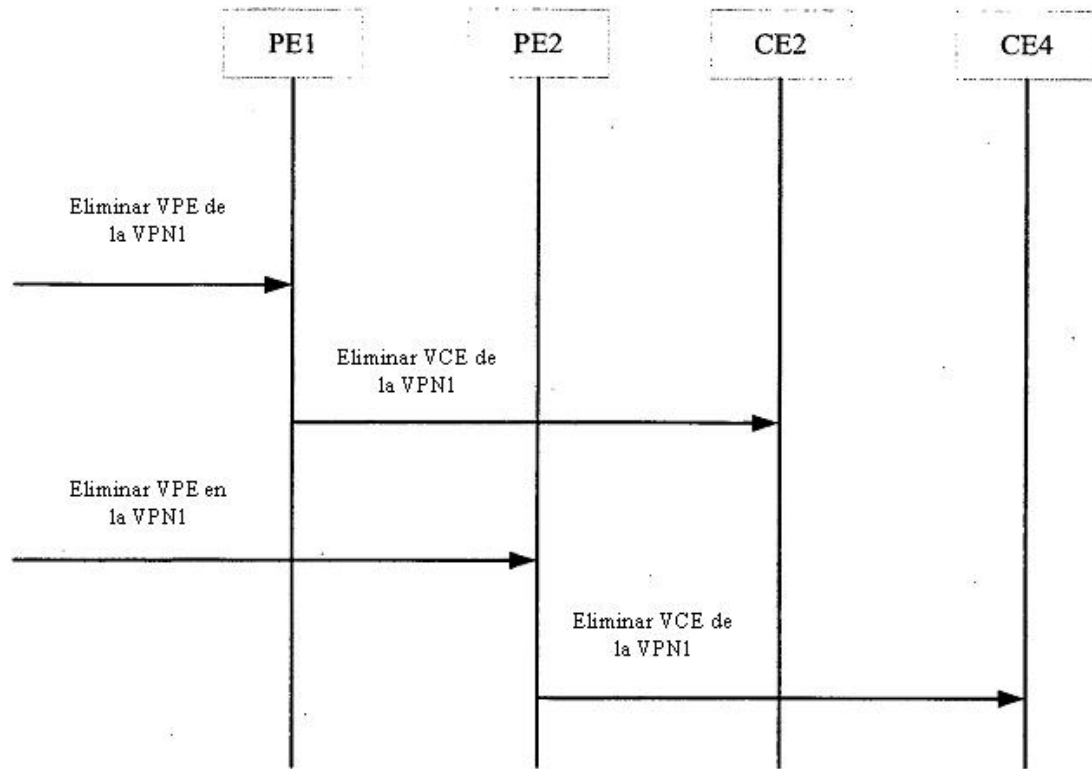 PE1
PE2
CE2
CE4
Eliminar VPE de
la VPN1
Eliminar VCE de
la VPN1
Eliminar VPE en
la VPN1
Eliminar VCE de
la VPN1